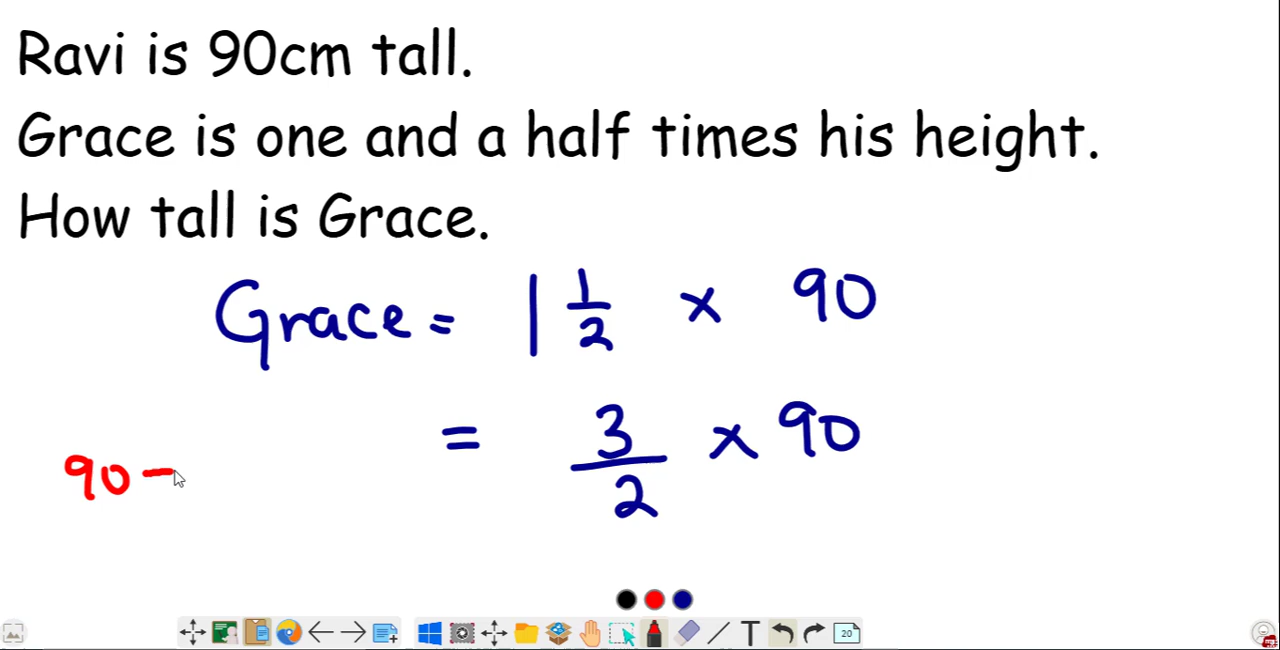 Ravi is 90cm tall.
Grace is one and a half times his height.
How tall is Grace.
Grace = 1 1/2 x 90
= 3/2 x 90
90 -
20